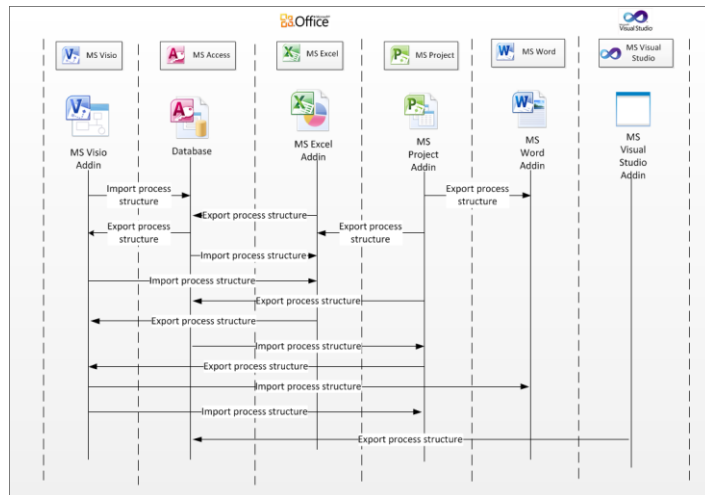 Office
Visual Studio
MS Visio
MS Access
MS Excel
MS Project
MS Word
MS Visual
Studio
MS Visio
Addin
Database
MS Excel
Addin
MS
Project
Addin
MS
Word
Addin
MS
Visual
Studio
Addin
Import process
structure
Export process
structure
Export process structure
Export process
structure
Export process
structure
Import process structure
Import process structure
Export process structure
Export process structure
Import process structure
Export process structure
Import process structure
Import process structure
Export process structure